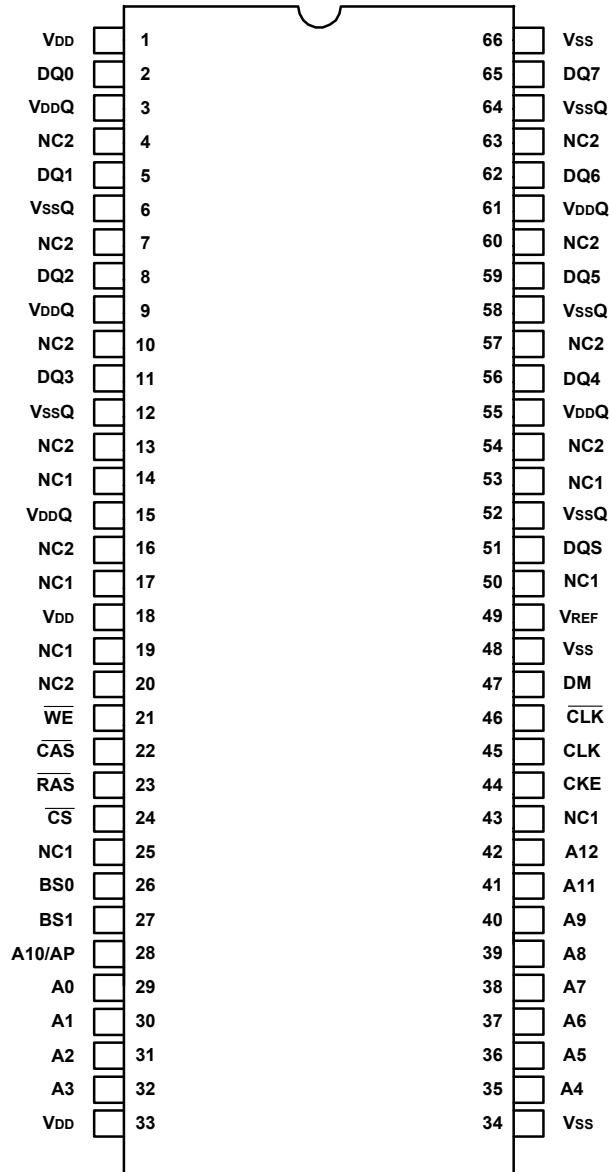 VDD 1 66 VSS
DQ0 2 65 DQ7
VDDQ 3 64 VSSQ
NC2 4 63 NC2
DQ1 5 62 DQ6
VSSQ 6 61 VDDQ
NC2 7 60 NC2
DQ2 8 59 DQ5
VDDQ 9 58 VSSQ
NC2 10 57 NC2
DQ3 11 56 DQ4
VSSQ 12 55 VDDQ
NC2 13 54 NC2
NC1 14 53 NC1
VDDQ 15 52 VSSQ
NC2 16 51 DQS
NC1 17 50 NC1
VDD 18 49 VREF
NC1 19 48 VSS
NC2 20 47 DM
W̅E̅ 21 46 C̅L̅K̅
C̅A̅S̅ 22 45 CLK
R̅A̅S̅ 23 44 CKE
C̅S̅ 24 43 NC1
NC1 25 42 A12
BS0 26 41 A11
BS1 27 40 A9
A10/AP 28 39 A8
A0 29 38 A7
A1 30 37 A6
A2 31 36 A5
A3 32 35 A4
VDD 33 34 VSS